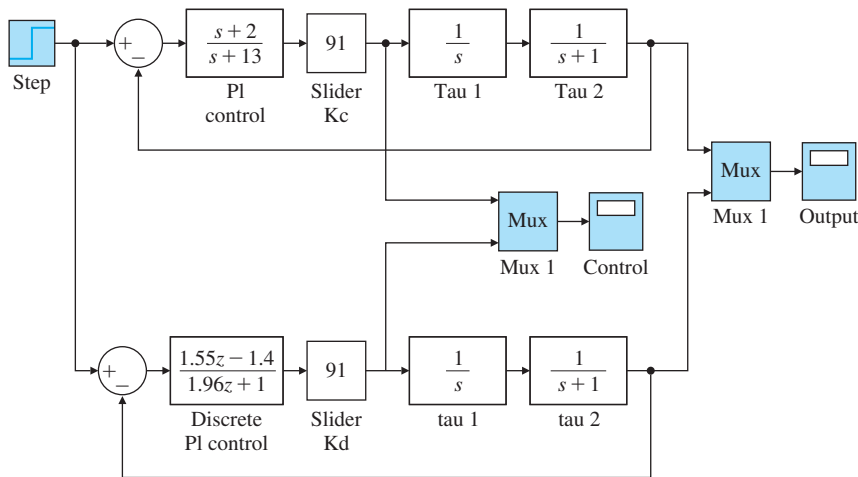 Step
+
−
s + 2
s + 13
PI
control
91
Slider
Kc
1
s
Tau 1
1
s + 1
Tau 2
Mux
Mux 1
Output
Mux
Mux 1
Control
+
−
1.55z − 1.4
1.96z + 1
Discrete
PI control
91
Slider
Kd
1
s
tau 1
1
s + 1
tau 2